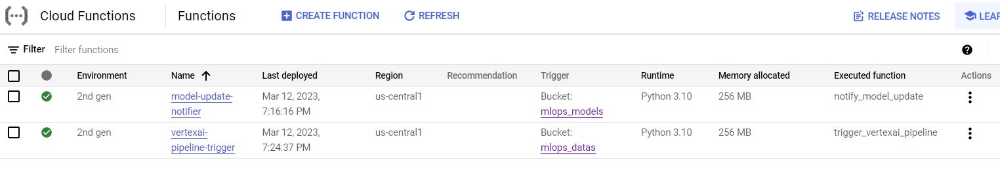 Cloud Functions Functions CREATE FUNCTION REFRESH RELEASE NOTES LEAR
Filter Filter functions
Environment Name Last deployed Region Recommendation Trigger Runtime Memory allocated Executed function Actions
2nd gen model-update- Mar 12, 2023, us-central1 Bucket: Python 3.10 256 MB notify_model_update
notifier 7:16:16 PM mlops_models
2nd gen vertexai- Mar 12, 2023, us-central1 Bucket: Python 3.10 256 MB trigger_vertexai_pipeline
pipeline-trigger 7:24:37 PM mlops_datas